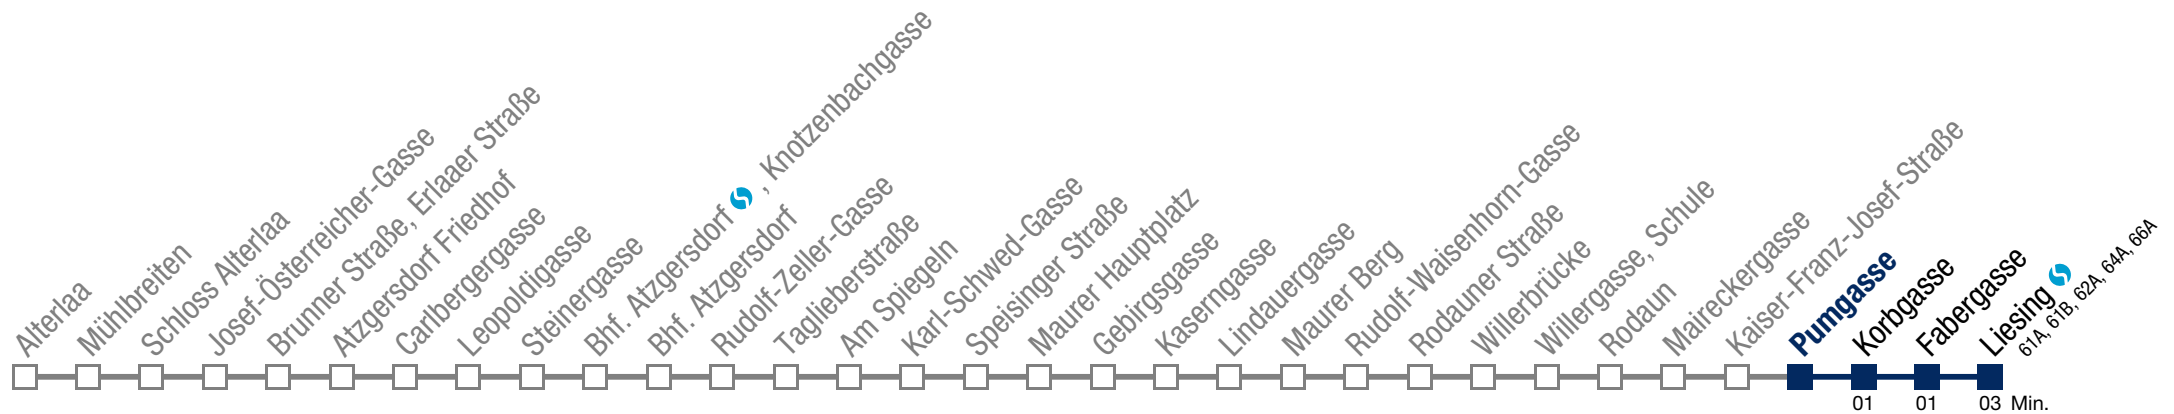 Alterlaa
Mühlbreiten
Schloss Alterlaa
Josef-Österreicher-Gasse
Brunner Straße, Erlaaer Straße
Atzgersdorf Friedhof
Carlbergergasse
Leopoldigasse
Steinergasse
Bhf. Atzgersdorf , Knotzenbachgasse
Bhf. Atzgersdorf
Rudolf-Zeller-Gasse
Taglieberstraße
Am Spiegeln
Karl-Schwed-Gasse
Speisinger Straße
Maurer Hauptplatz
Gebirgsgasse
Kaserngasse
Lindauergasse
Maurer Berg
Rudolf-Waisenhorn-Gasse
Rodauner Straße
Willerbrücke
Willergasse, Schule
Rodaun
Maireckergasse
Kaiser-Franz-Josef-Straße
Pumgasse
Korbgasse
Fabergasse
Liesing
61A, 61B, 62A, 64A, 66A
01 01 03 Min.